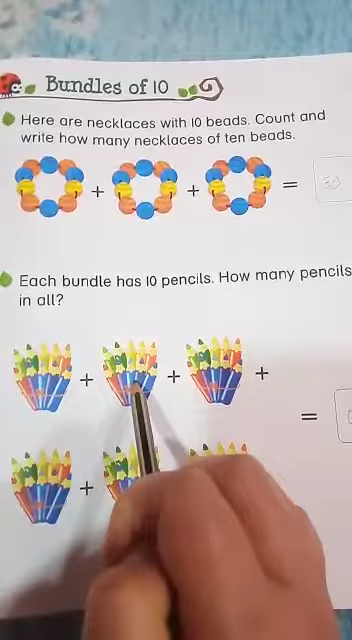 Bundles of 10
Here are necklaces with 10 beads. Count and
write how many necklaces of ten beads.
+ + = 30
Each bundle has 10 pencils. How many pencils
in all?
+ + +
=
+